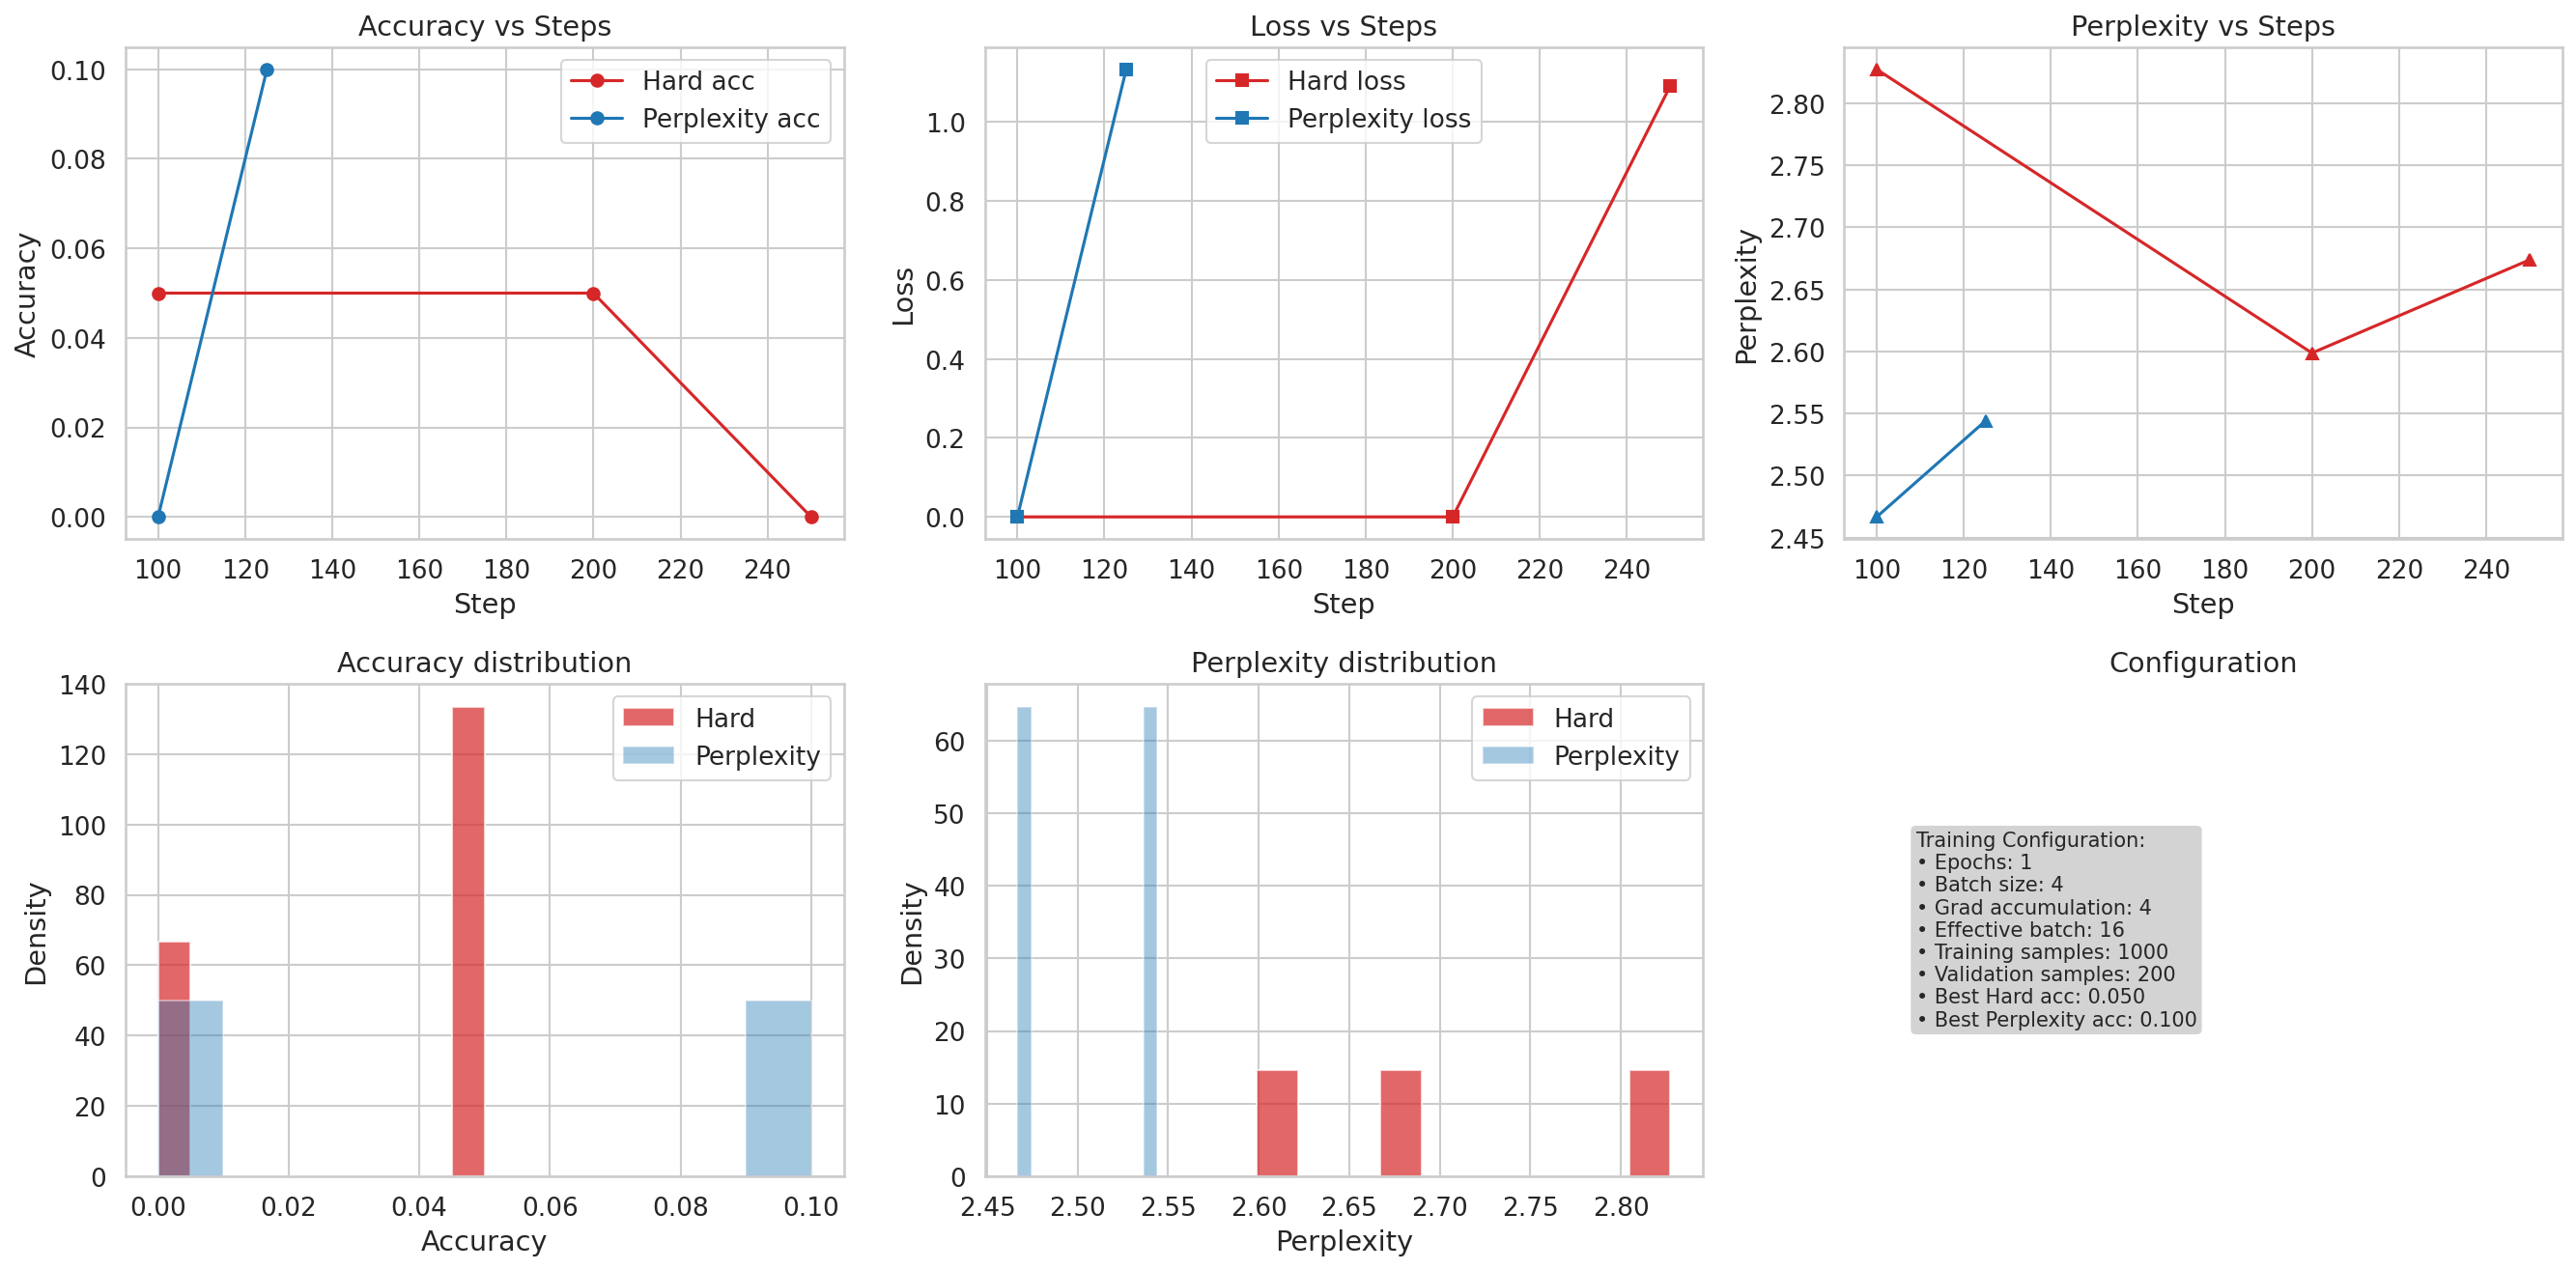 Accuracy vs Steps
Accuracy
0.10
0.08
0.06
0.04
0.02
0.00
100 120 140 160 180 200 220 240
Step
Hard acc
Perplexity acc
Loss vs Steps
Loss
1.0
0.8
0.6
0.4
0.2
0.0
100 120 140 160 180 200 220 240
Step
Hard loss
Perplexity loss
Perplexity vs Steps
Perplexity
2.80
2.75
2.70
2.65
2.60
2.55
2.50
2.45
100 120 140 160 180 200 220 240
Step
Accuracy distribution
Density
140
120
100
80
60
40
20
0
0.00 0.02 0.04 0.06 0.08 0.10
Accuracy
Hard
Perplexity
Perplexity distribution
Density
60
50
40
30
20
10
0
2.45 2.50 2.55 2.60 2.65 2.70 2.75 2.80
Perplexity
Hard
Perplexity
Configuration
Training Configuration:
• Epochs: 1
• Batch size: 4
• Grad accumulation: 4
• Effective batch: 16
• Training samples: 1000
• Validation samples: 200
• Best Hard acc: 0.050
• Best Perplexity acc: 0.100